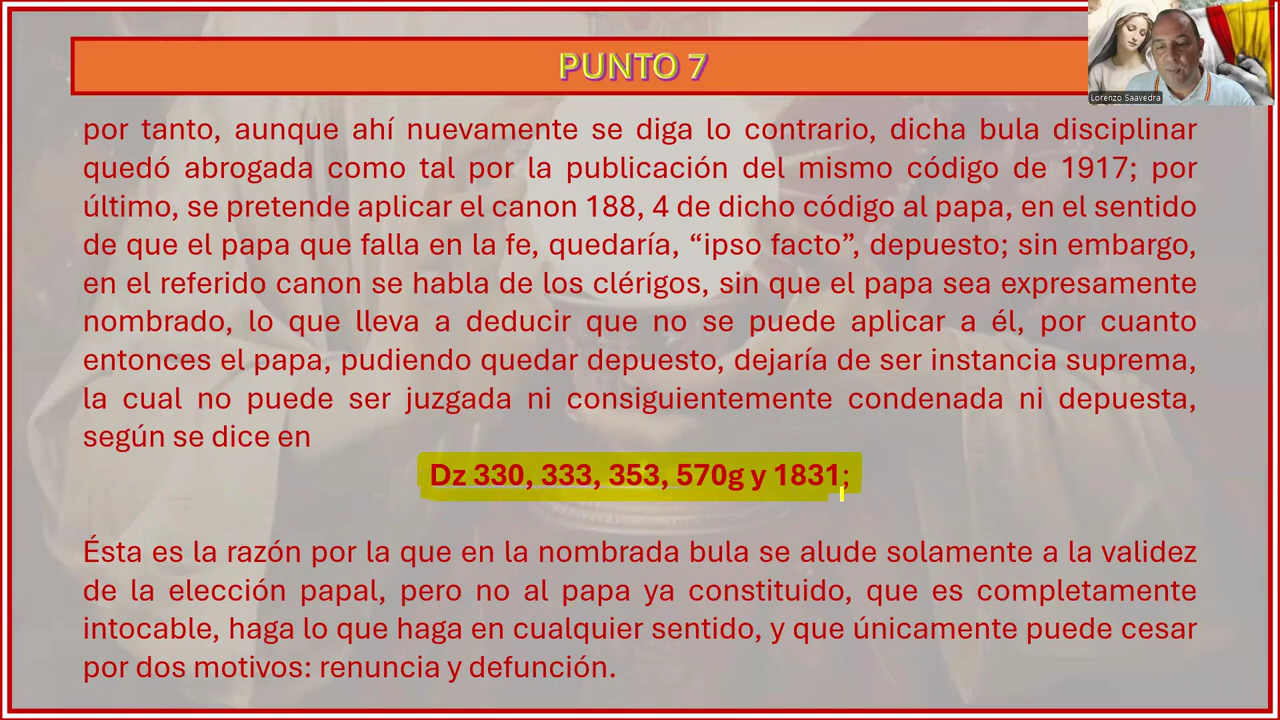 PUNTO 7
Lorenzo Saavedra
por tanto, aunque ahí nuevamente se diga lo contrario, dicha bula disciplinar
quedó abrogada como tal por la publicación del mismo código de 1917; por
último, se pretende aplicar el canon 188, 4 de dicho código al papa, en el sentido
de que el papa que falla en la fe, quedaría, “ipso facto”, depuesto; sin embargo,
en el referido canon se habla de los clérigos, sin que el papa sea expresamente
nombrado, lo que lleva a deducir que no se puede aplicar a él, por cuanto
entonces el papa, pudiendo quedar depuesto, dejaría de ser instancia suprema,
la cual no puede ser juzgada ni consiguientemente condenada ni depuesta,
según se dice en
Dz 330, 333, 353, 570g y 1831;
Ésta es la razón por la que en la nombrada bula se alude solamente a la validez
de la elección papal, pero no al papa ya constituido, que es completamente
intocable, haga lo que haga en cualquier sentido, y que únicamente puede cesar
por dos motivos: renuncia y defunción.